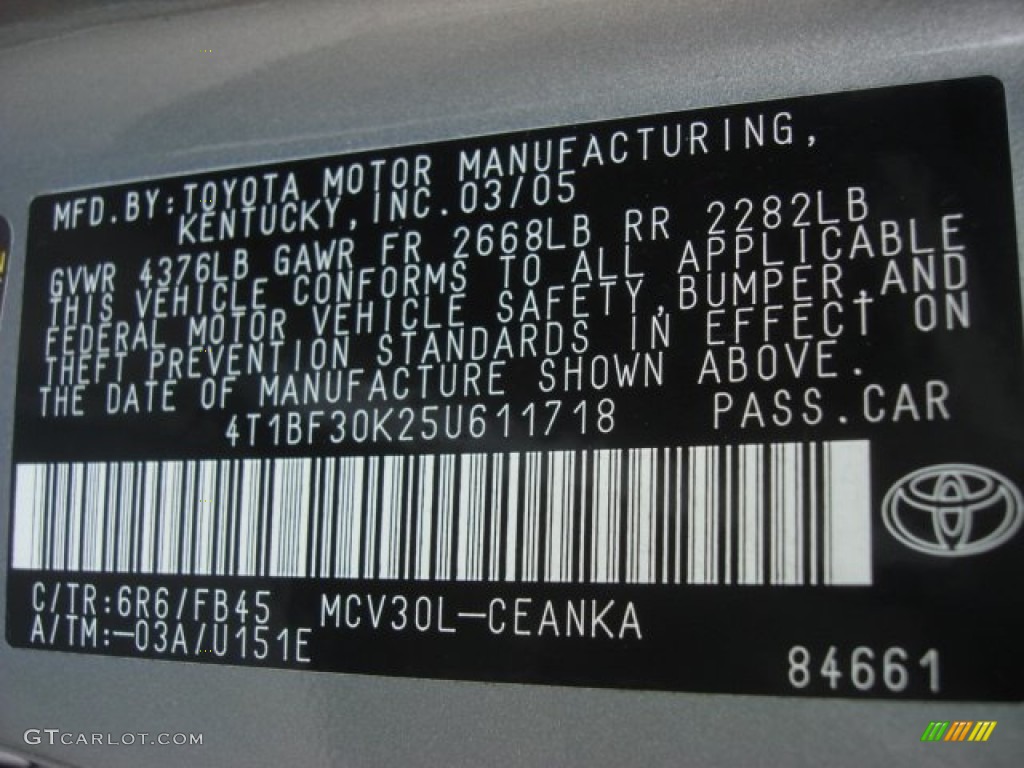 MFD.BY:TOYOTA MOTOR MANUFACTURING,
KENTUCKY,INC.03/05
GVWR 4376LB GAWR FR 2668LB RR 2282LB
THIS VEHICLE CONFORMS TO ALL APPLICABLE
FEDERAL MOTOR VEHICLE SAFETY,BUMPER,AND
THEFT PREVENTION STANDARDS IN EFFECT ON
THE DATE OF MANUFACTURE SHOWN ABOVE.
4T1BF30K25U611718 PASS.CAR
C/TR:6R6/FB45 MCV30L-CEANKA
A/TM:-03A/U151E
84661
GTCARLOT.COM